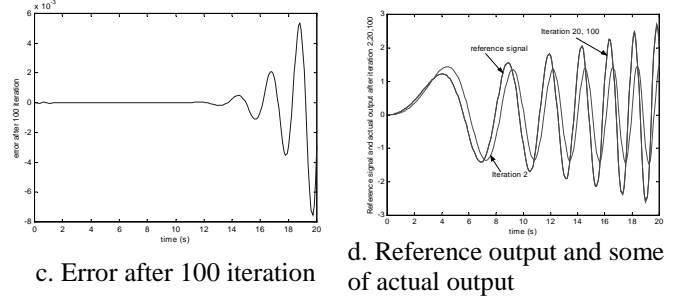 x 10⁻³
6
4
2
0
-2
-4
-6
-8
0 2 4 6 8 10 12 14 16 18 20
time (s)
error after 100 iteration
c. Error after 100 iteration
3
2
1
0
-1
-2
-3
0 2 4 6 8 10 12 14 16 18 20
time (s)
Reference signal and actual output after iteration 2,20,100
Iteration 20, 100
reference signal
Iteration 2
d. Reference output and some
of actual output